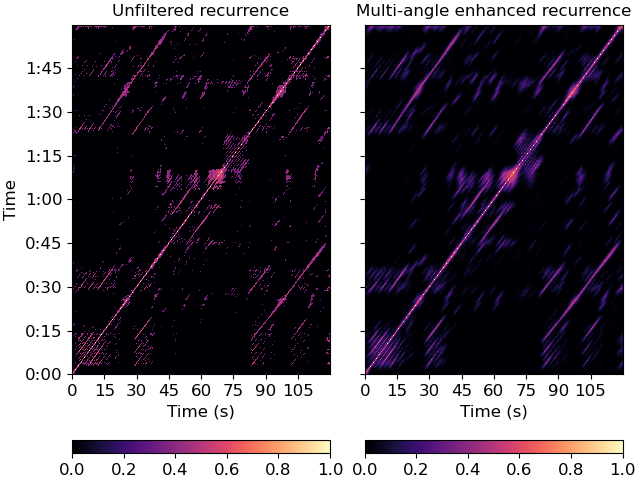 Unfiltered recurrence
Multi-angle enhanced recurrence
1:45
1:30
1:15
1:00
0:45
0:30
0:15
0:00
Time
0 15 30 45 60 75 90 105
0 15 30 45 60 75 90 105
Time (s)
Time (s)
0.0 0.2 0.4 0.6 0.8 1.0
0.0 0.2 0.4 0.6 0.8 1.0